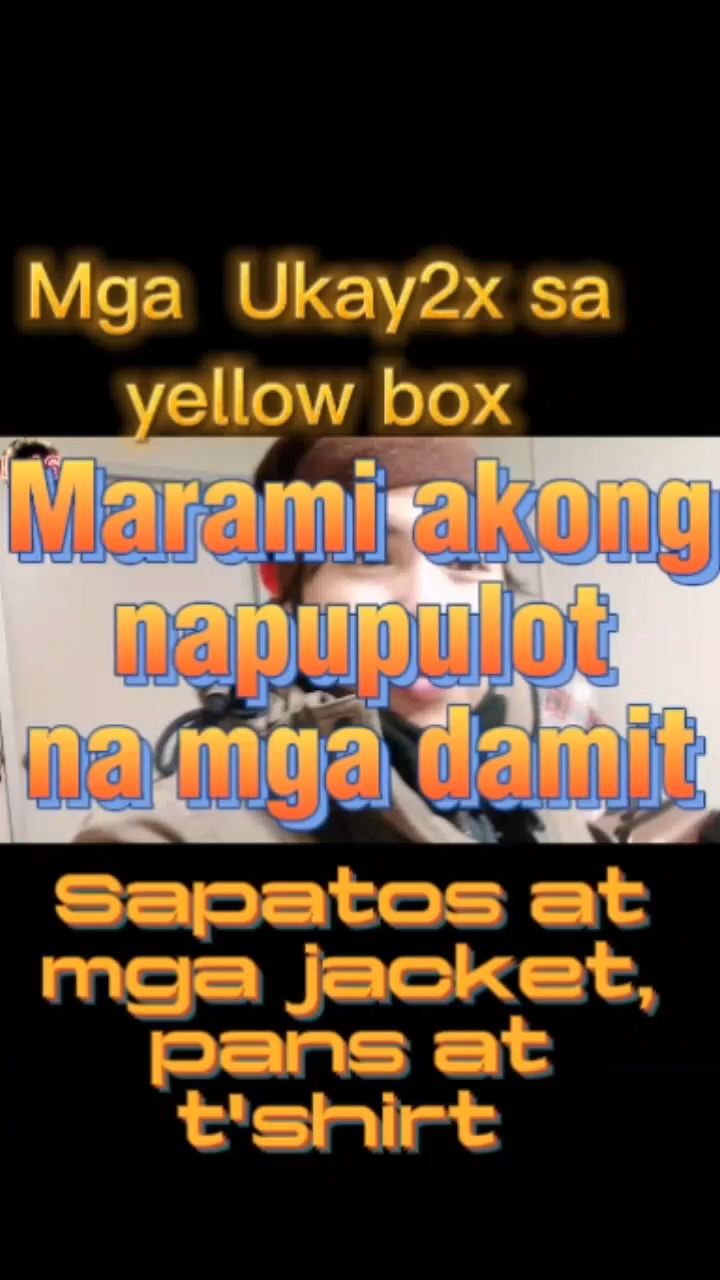 Mga Ukay2x sa
yellow box
Marami akong
napupulot
na mga damit
Sapatos at
mga jacket,
pans at
t'shirt